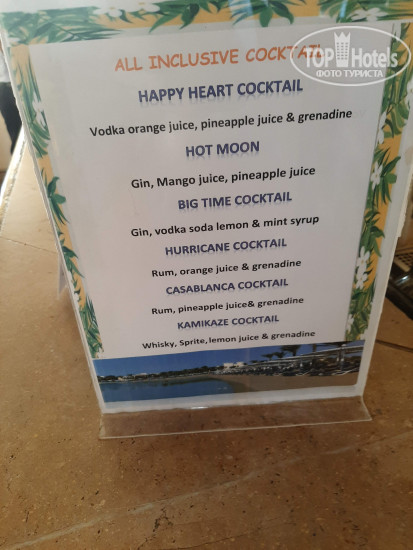 TOP Hotels
ФОТО ТУРИСТА
ALL INCLUSIVE COCKTAIL
HAPPY HEART COCKTAIL
Vodka orange juice, pineapple juice & grenadine
HOT MOON
Gin, Mango juice, pineapple juice
BIG TIME COCKTAIL
Gin, vodka soda lemon & mint syrup
HURRICANE COCKTAIL
Rum, orange juice & grenadine
CASABLANCA COCKTAIL
Rum, pineapple juice& grenadine
KAMIKAZE COCKTAIL
Whisky, Sprite, lemon juice & grenadine